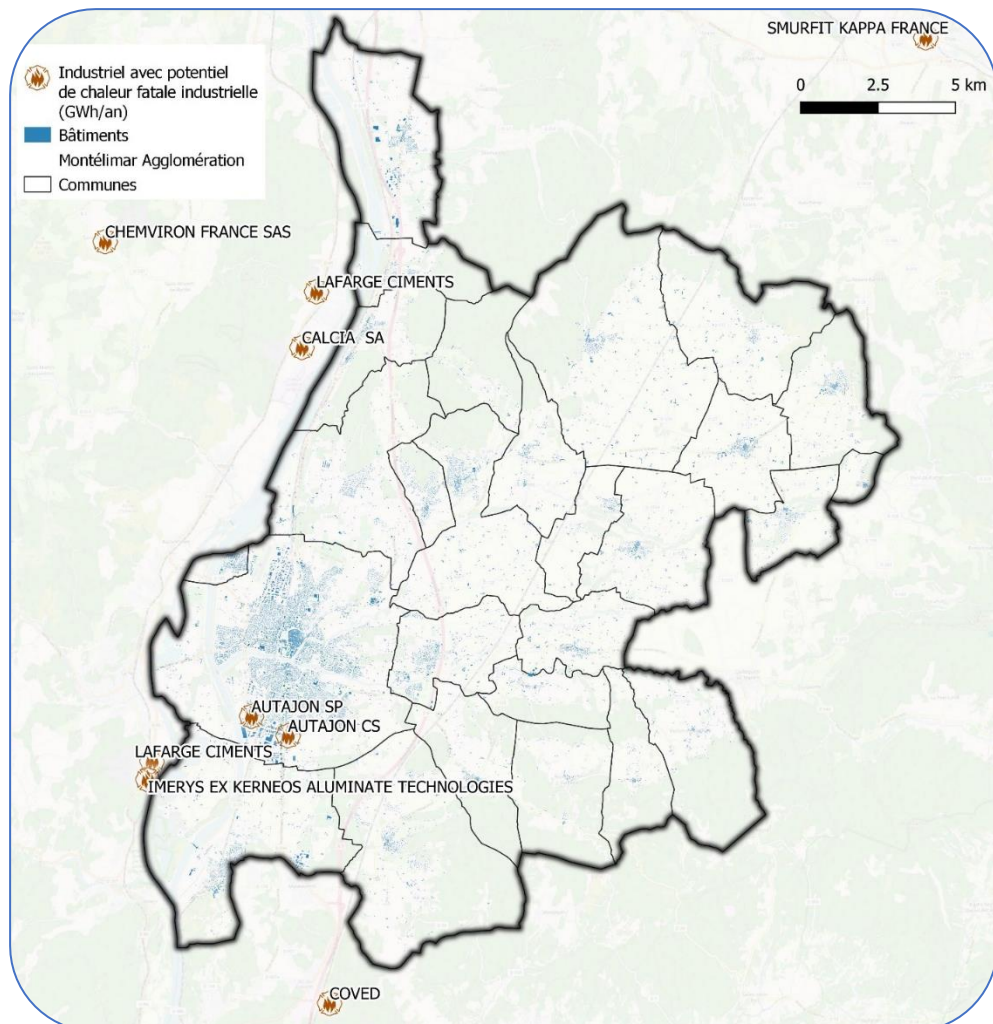 SMURFIT KAPPA FRANCE
0 2.5 5 km
Industriel avec potentiel
de chaleur fatale industrielle
(GWh/an)
Bâtiments
Montélimar Agglomération
Communes
CHEMVIRON FRANCE SAS
LAFARGE CIMENTS
CALCIA SA
AUTAJON SP
AUTAJON CS
LAFARGE CIMENTS
IMERYS EX KERNEOS ALUMINATE TECHNOLOGIES
COVED